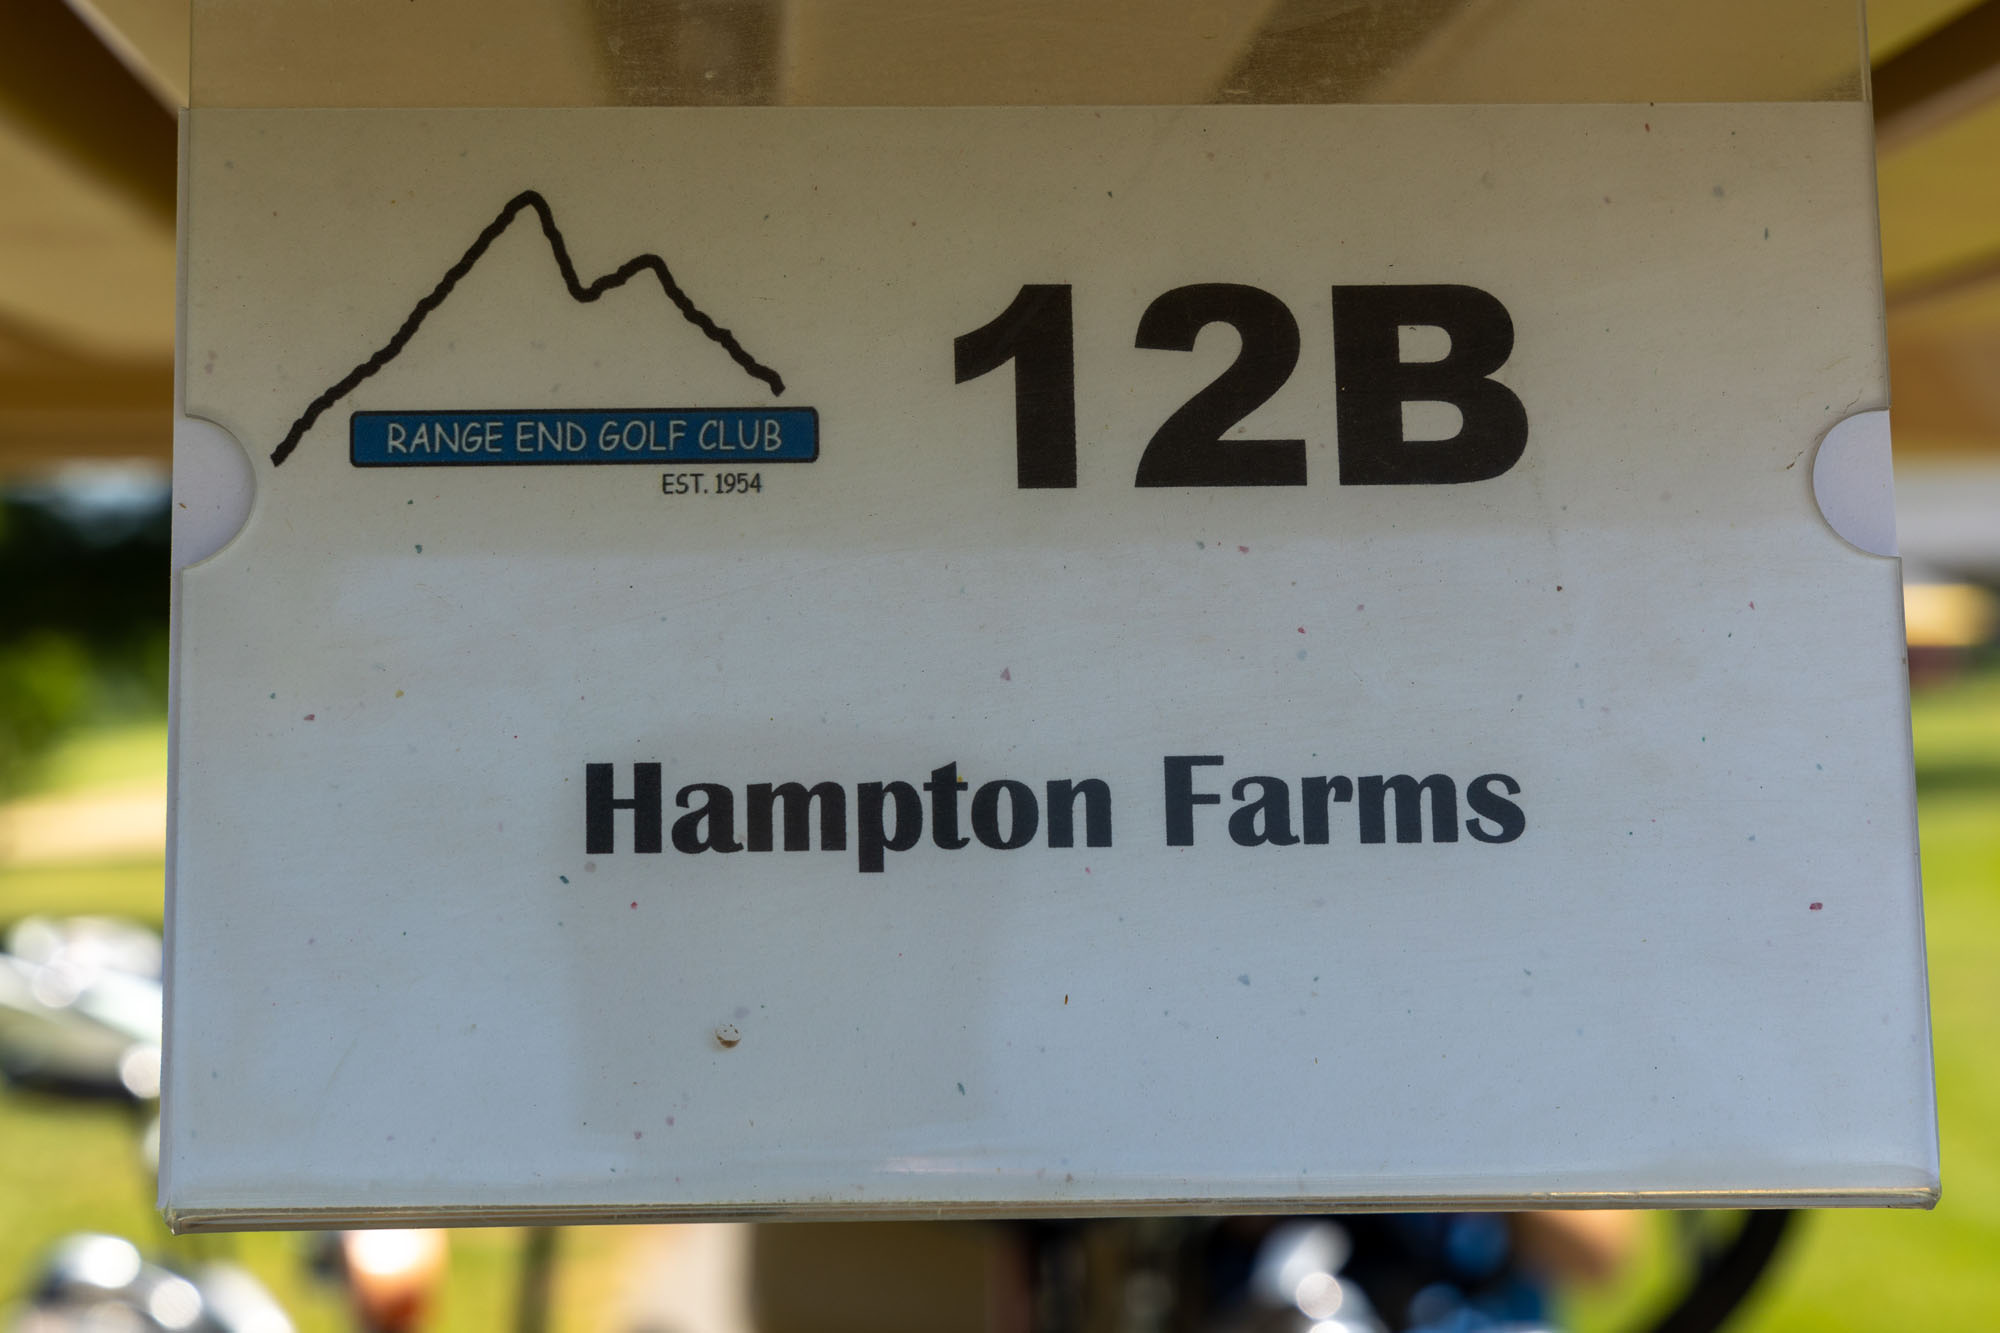 RANGE END GOLF CLUB
EST. 1954
12B
Hampton Farms